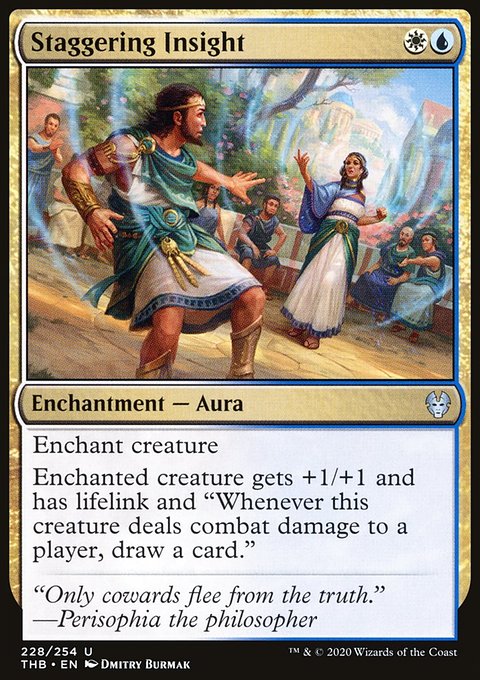 Staggering Insight
Enchantment — Aura
Enchant creature
Enchanted creature gets +1/+1 and
has lifelink and “Whenever this
creature deals combat damage to a
player, draw a card.”
“Only cowards flee from the truth.”
—Perisophia the philosopher
228/254 U
THB • EN Dmitry Burmak
™ & © 2020 Wizards of the Coast